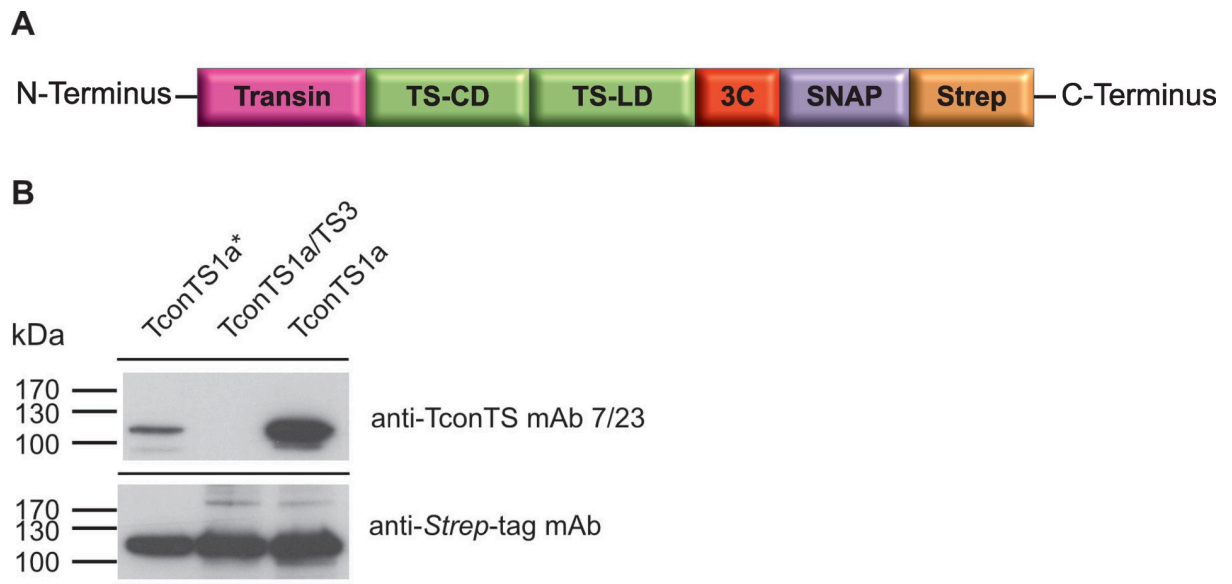 A
N-Terminus Transin TS-CD TS-LD 3C SNAP Strep C-Terminus
B
TconTS1a* TconTS1a/TS3 TconTS1a
kDa
170
130 anti-TconTS mAb 7/23
100
170
130 anti-Strep-tag mAb
100